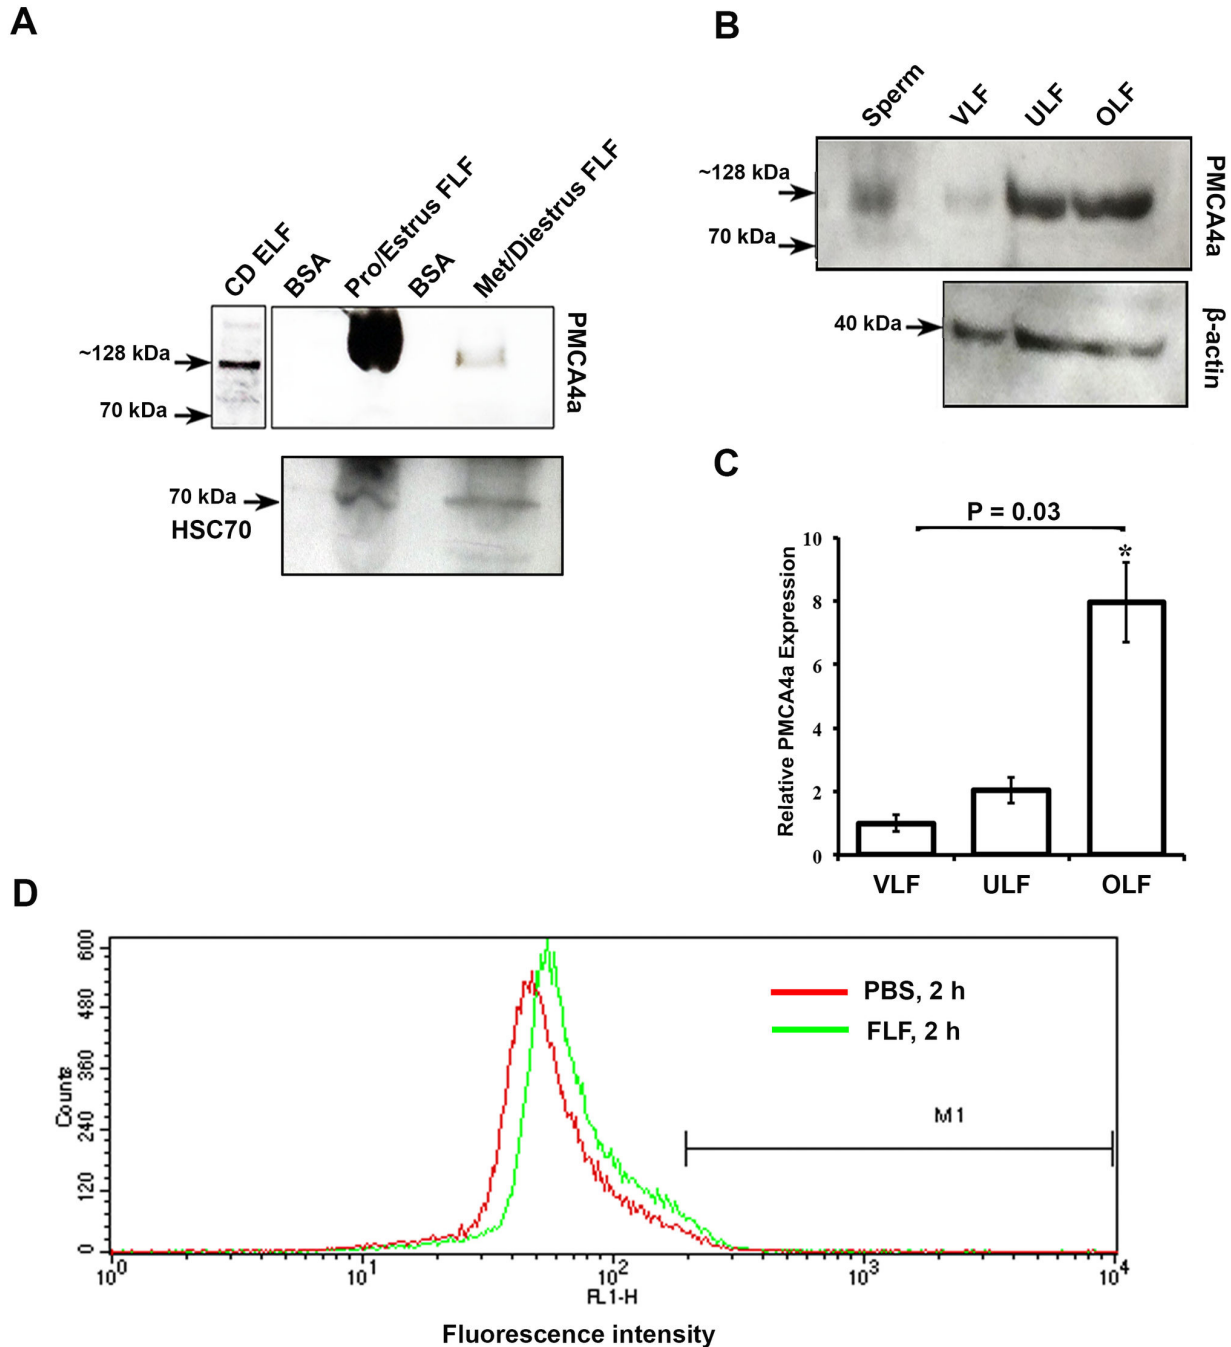 A
CD ELF
BSA
Pro/Estrus FLF
BSA
Met/Diestrus FLF
~128 kDa
70 kDa
PMCA4a
70 kDa
HSC70
B
Sperm
VLF
ULF
OLF
~128 kDa
70 kDa
PMCA4a
40 kDa
β-actin
C
P = 0.03
*
Relative PMCA4a Expression
10
8
6
4
2
0
VLF
ULF
OLF
D
Counts
600
480
360
240
120
0
PBS, 2 h
FLF, 2 h
M1
10⁰
10¹
10²
10³
10⁴
FL1-H
Fluorescence intensity